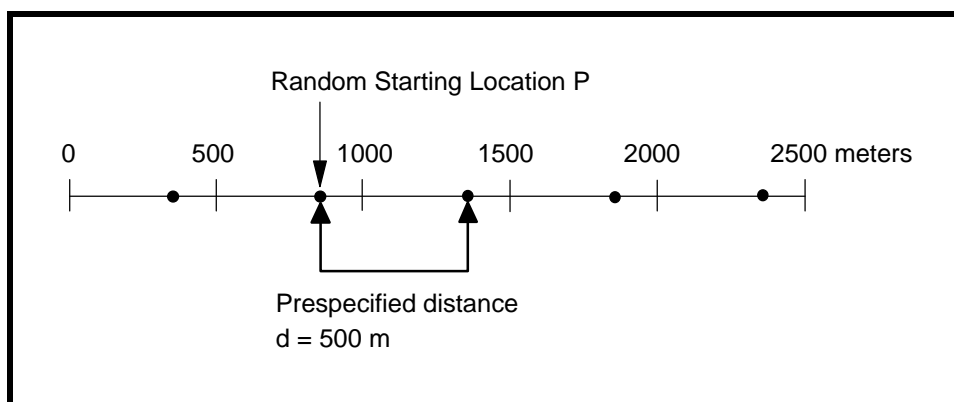 Random Starting Location P
0 500 1000 1500 2000 2500 meters
Prespecified distance
d = 500 m